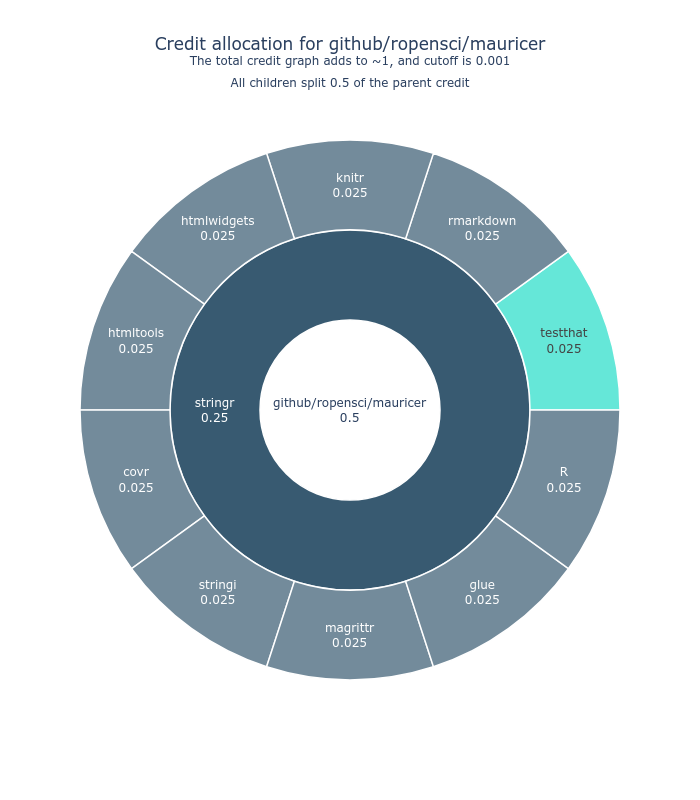 Credit allocation for github/ropensci/mauricer
The total credit graph adds to ~1, and cutoff is 0.001
All children split 0.5 of the parent credit
knitr
0.025
htmlwidgets
0.025
rmarkdown
0.025
htmltools
0.025
testthat
0.025
stringr
0.25
github/ropensci/mauricer
0.5
covr
0.025
R
0.025
stringi
0.025
glue
0.025
magrittr
0.025